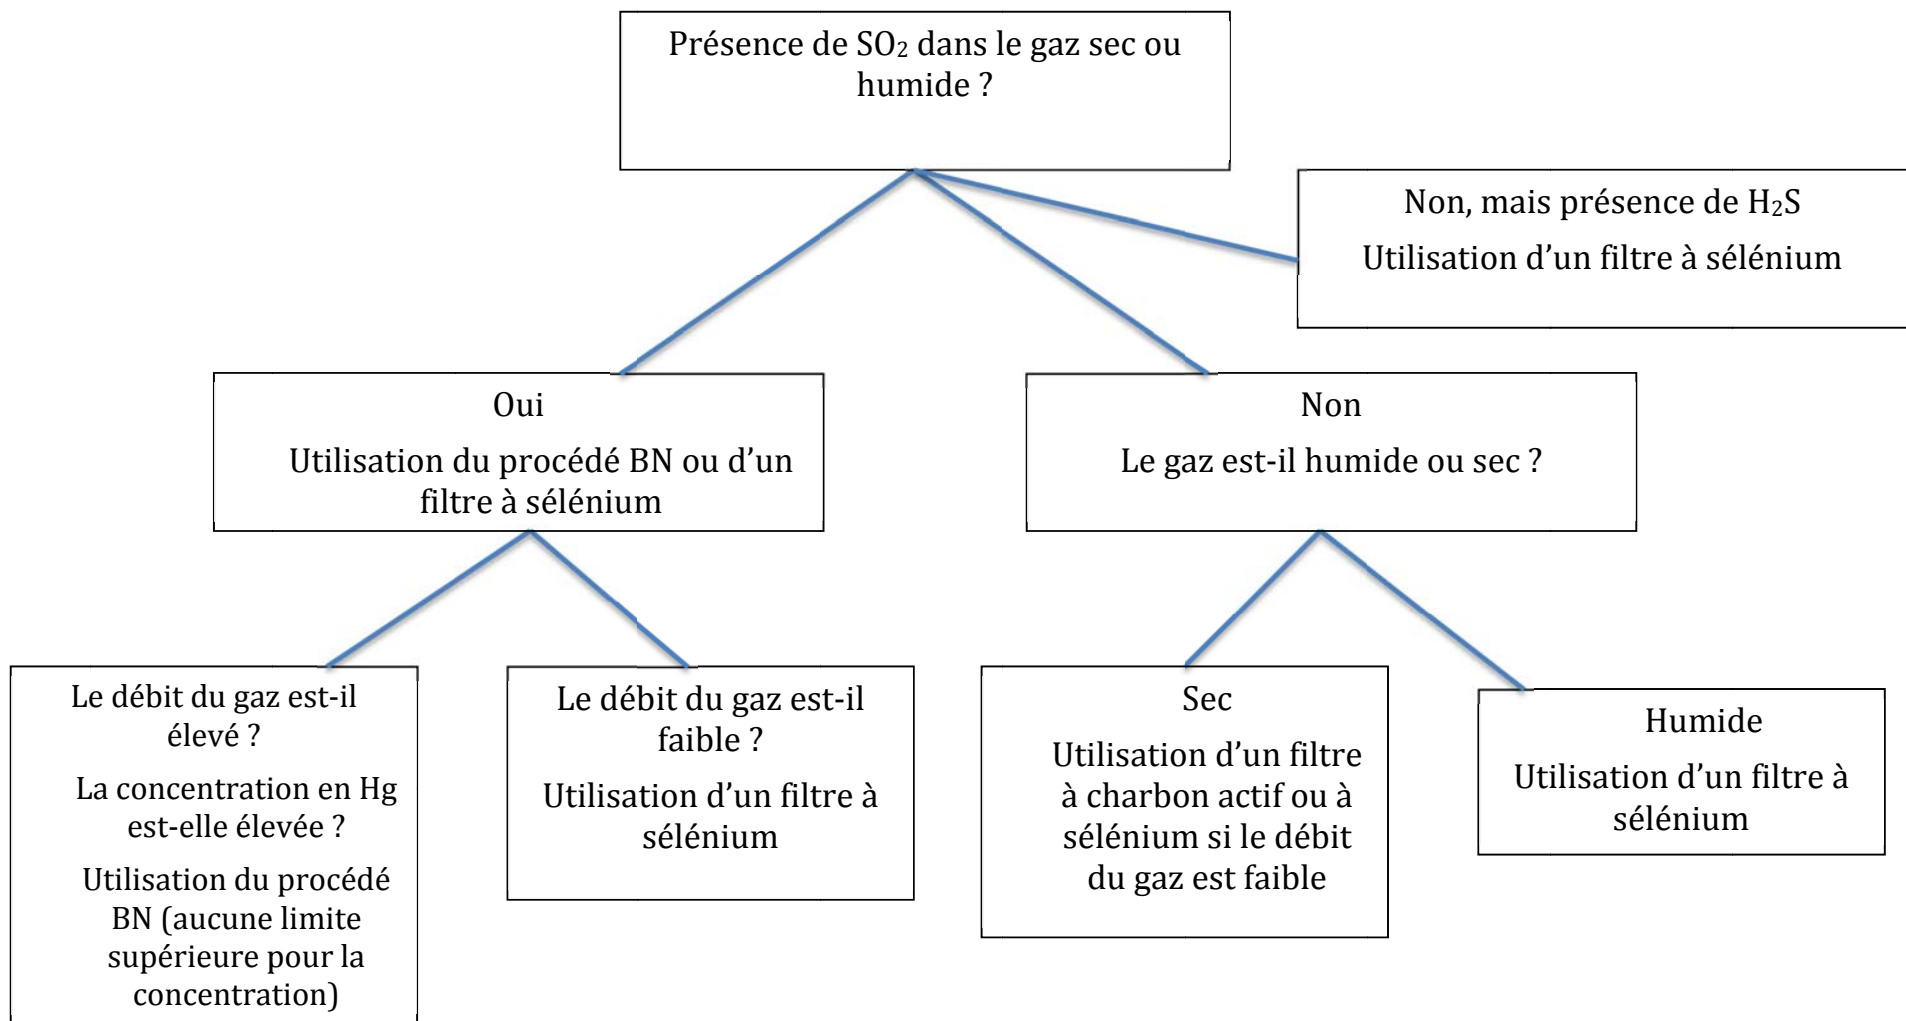 Présence de SO₂ dans le gaz sec ou
humide ?
Non, mais présence de H₂S
Utilisation d’un filtre à sélénium
Oui
Utilisation du procédé BN ou d’un
filtre à sélénium
Non
Le gaz est-il humide ou sec ?
Le débit du gaz est-il
élevé ?
La concentration en Hg
est-elle élevée ?
Utilisation du procédé
BN (aucune limite
supérieure pour la
concentration)
Le débit du gaz est-il
faible ?
Utilisation d’un filtre à
sélénium
Sec
Utilisation d’un filtre
à charbon actif ou à
sélénium si le débit
du gaz est faible
Humide
Utilisation d’un filtre à
sélénium